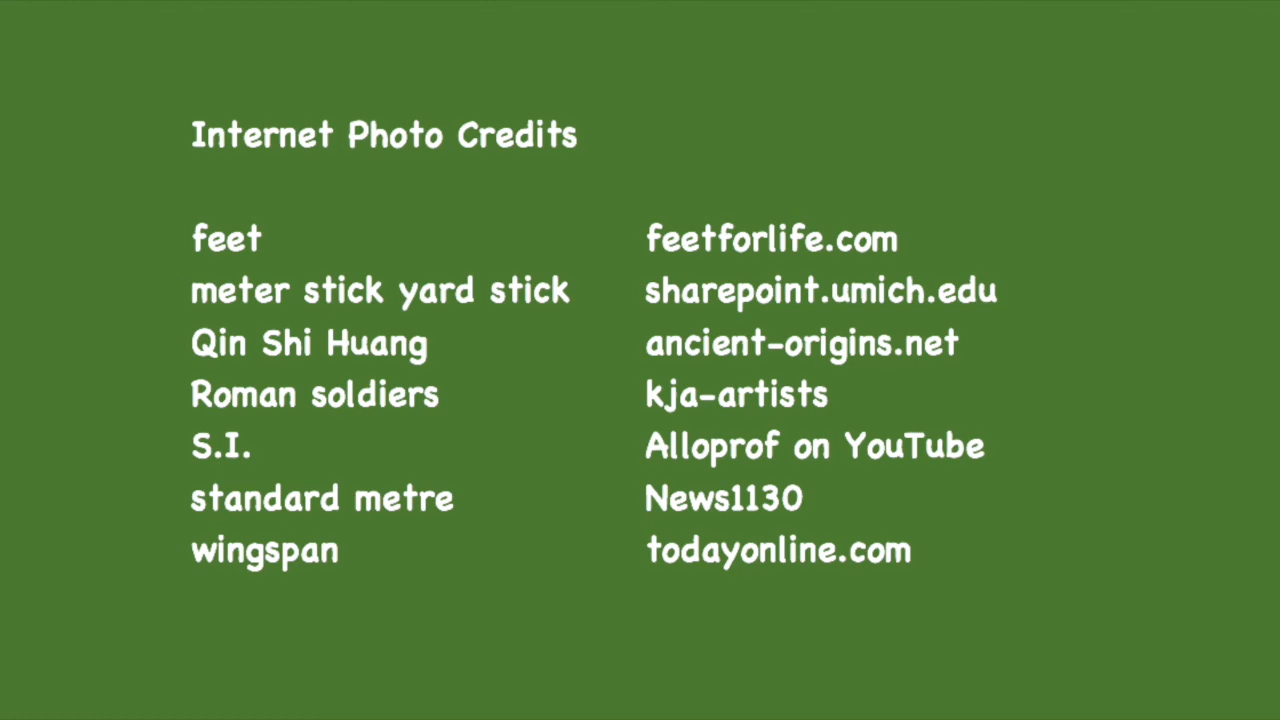 Internet Photo Credits
feet feetforlife.com
meter stick yard stick sharepoint.umich.edu
Qin Shi Huang ancient-origins.net
Roman soldiers kja-artists
S.I. Alloprof on YouTube
standard metre News1130
wingspan todayonline.com